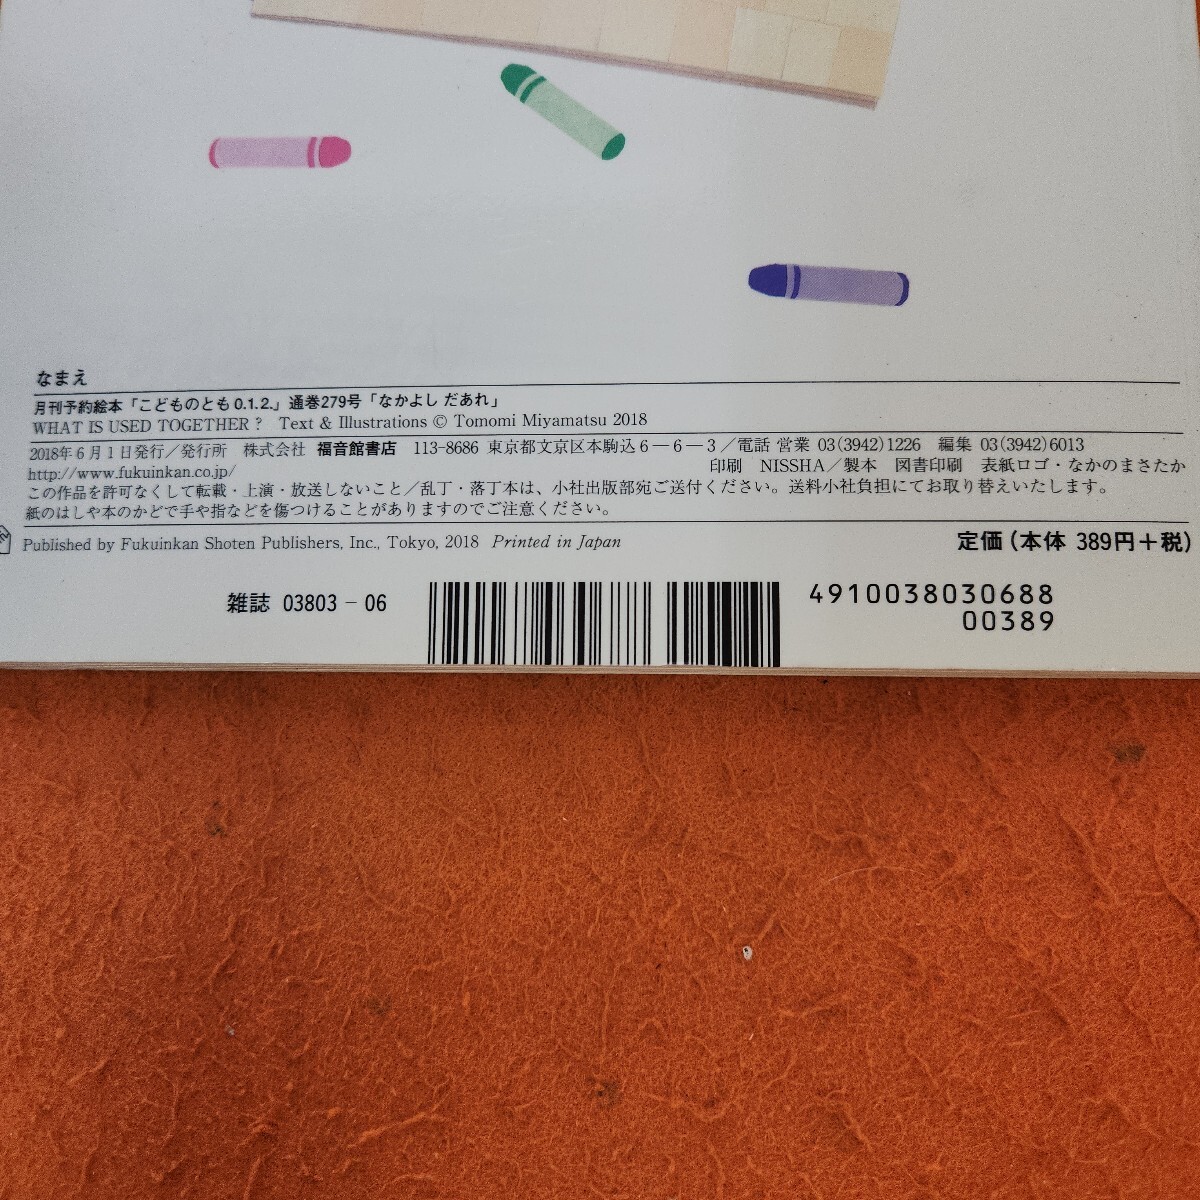 なまえ
月刊予約絵本「こどものとも0.1.2.」通巻279号「なかよし だあれ」
WHAT IS USED TOGETHER ? Text & Illustrations © Tomomi Miyamatsu 2018
2018年6月1日発行／発行所 株式会社 福音館書店 113-8686 東京都文京区本駒込6－6－3／電話 営業 03(3942)1226 編集 03(3942)6013
http://www.fukuinkan.co.jp/ 印刷 NISSHA／製本 図書印刷 表紙ロゴ・なかのまさたか
この作品を許可なくして転載・上演・放送しないこと／乱丁・落丁本は、小社出版部宛ご送付ください。送料小社負担にてお取り替えいたします。
紙のはしや本のかどで手や指などを傷つけることがありますのでご注意ください。
Published by Fukuinkan Shoten Publishers, Inc., Tokyo, 2018 Printed in Japan
定価（本体 389円＋税）
雑誌 03803－06
4910038030688
00389